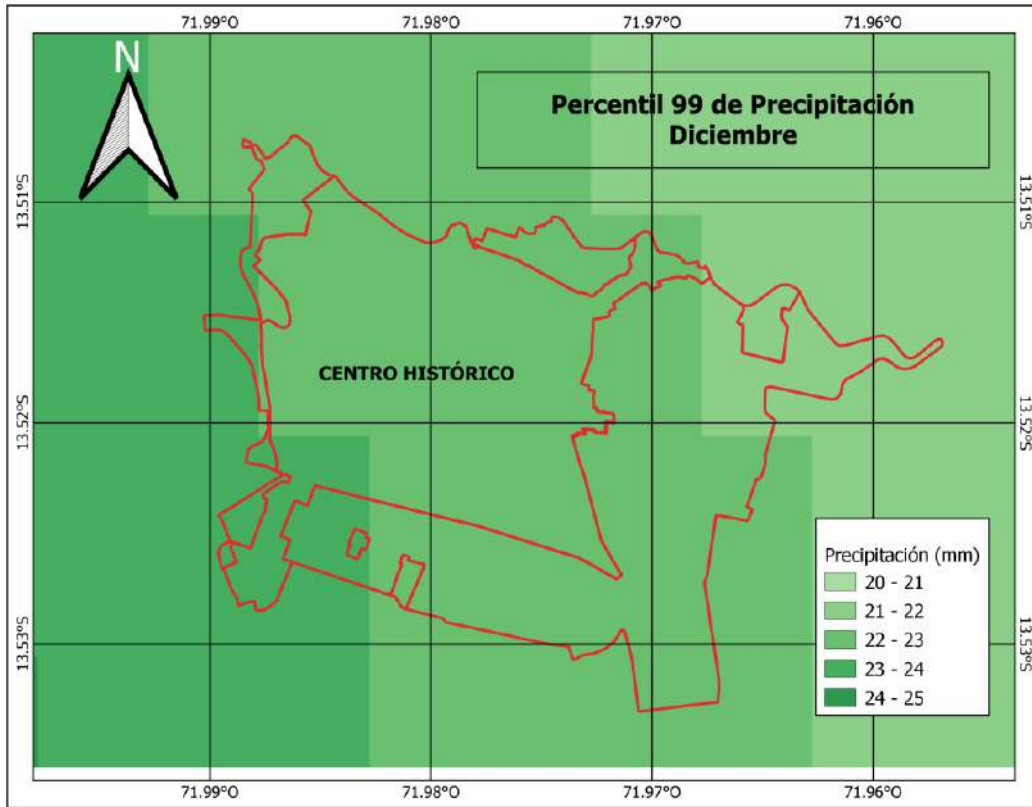 71.99°O 71.98°O 71.97°O 71.96°O
N
Percentil 99 de Precipitación
Diciembre
13.51°S 13.51°S
CENTRO HISTÓRICO
13.52°S 13.52°S
Precipitación (mm)
20 - 21
21 - 22
22 - 23
23 - 24
24 - 25
13.53°S 13.53°S
71.99°O 71.98°O 71.97°O 71.96°O